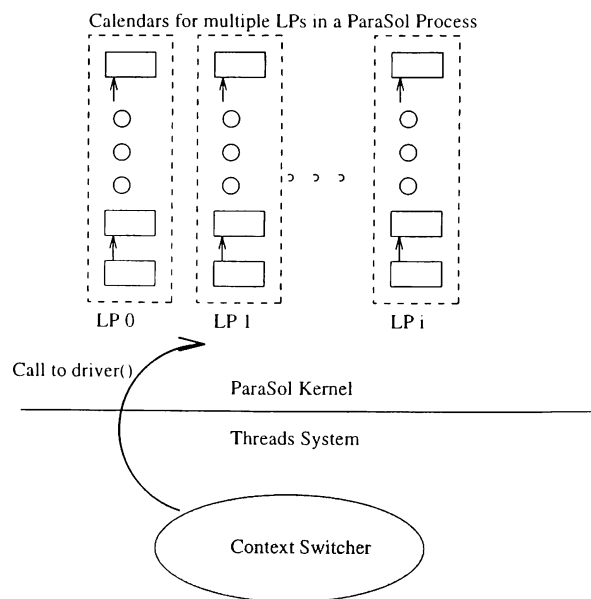 Calendars for multiple LPs in a ParaSol Process
LP 0
LP 1
LP i
Call to driver()
ParaSol Kernel
Threads System
Context Switcher